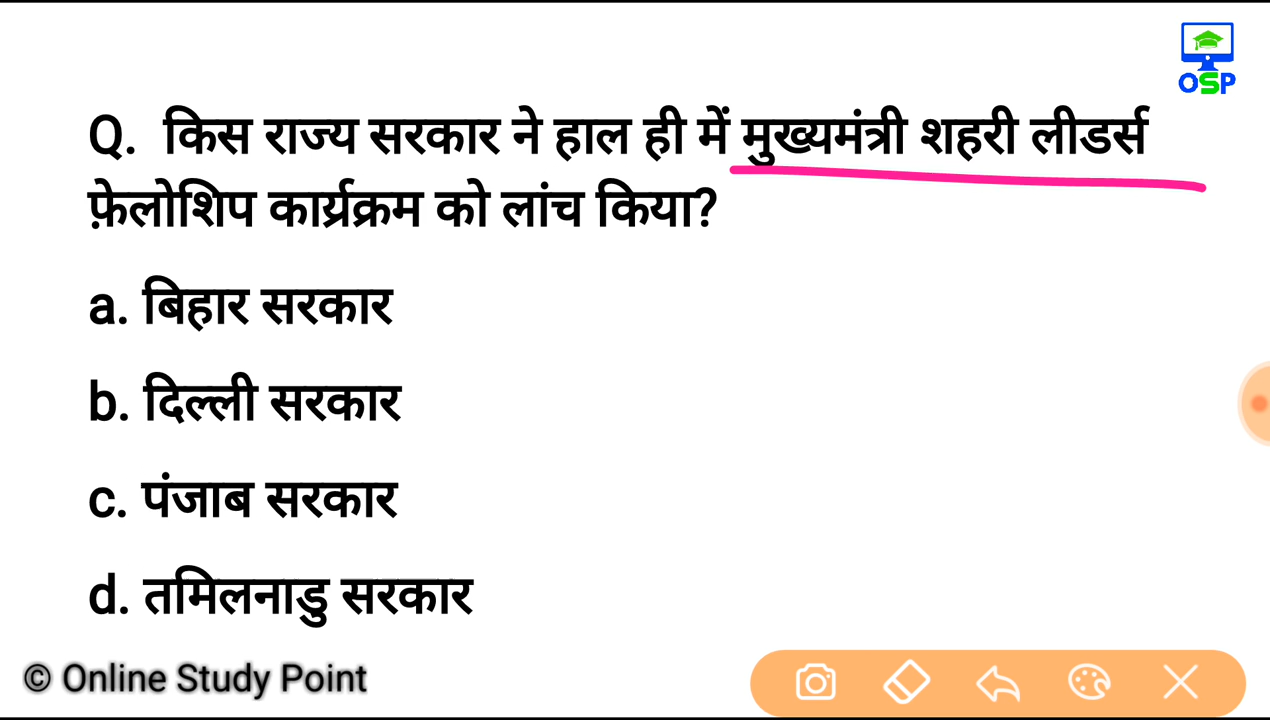 OSP
Q. किस राज्य सरकार ने हाल ही में मुख्यमंत्री शहरी लीडर्स
फ़ेलोशिप कार्य्रक्रम को लांच किया?
a. बिहार सरकार
b. दिल्ली सरकार
c. पंजाब सरकार
d. तमिलनाडु सरकार
© Online Study Point